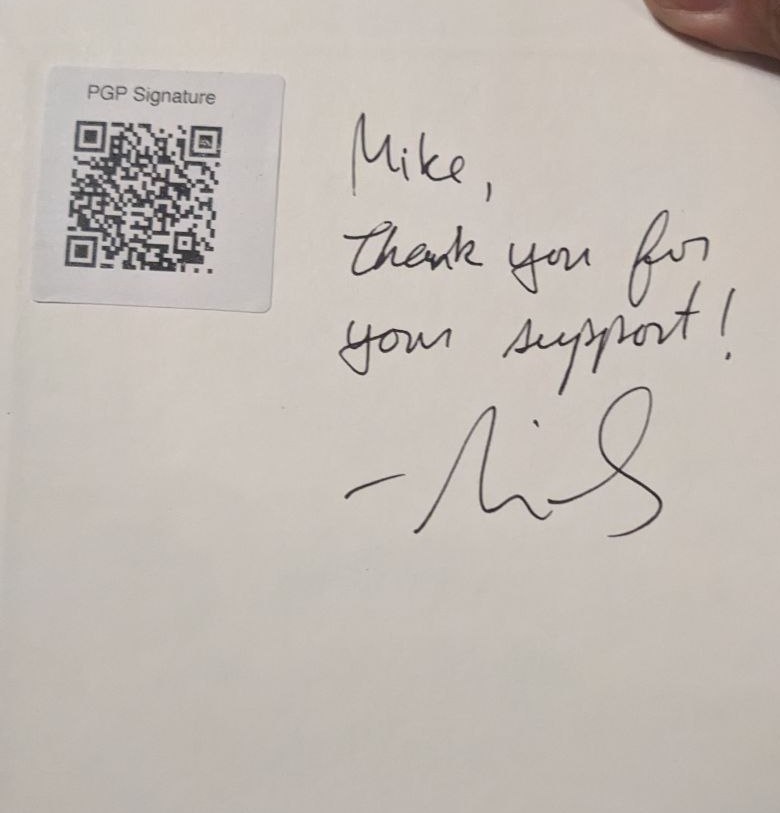 PGP Signature
Mike,
Thank you for
your support!